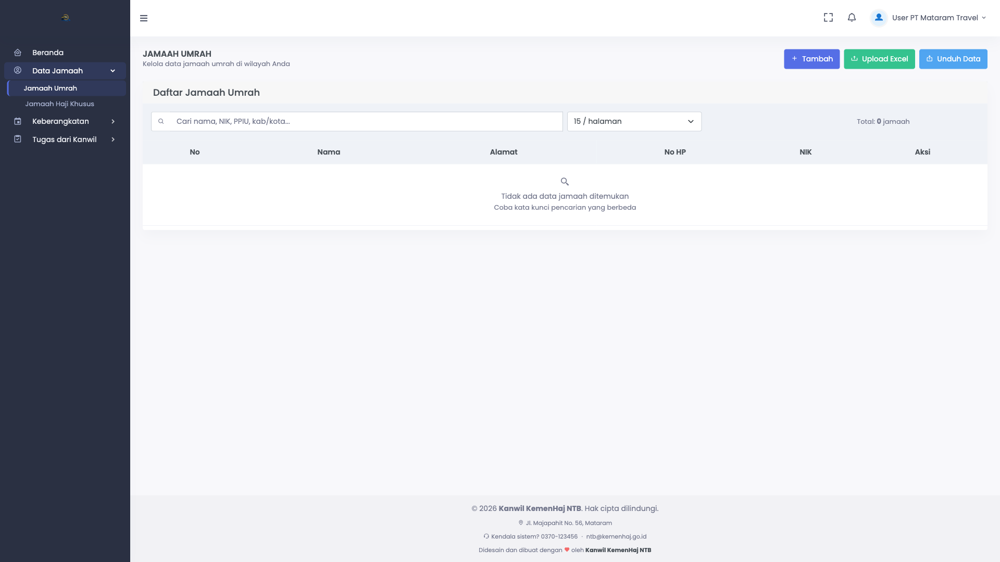 User PT Mataram Travel
Beranda
Data Jamaah
Jamaah Umrah
Jamaah Haji Khusus
Keberangkatan
Tugas dari Kanwil
JAMAAH UMRAH
Kelola data jamaah umrah di wilayah Anda
Tambah
Upload Excel
Unduh Data
Daftar Jamaah Umrah
Cari nama, NIK, PPIU, kab/kota...
15 / halaman
Total: 0 jamaah
No Nama Alamat No HP NIK Aksi
Tidak ada data jamaah ditemukan
Coba kata kunci pencarian yang berbeda
© 2026 Kanwil KemenHaj NTB. Hak cipta dilindungi.
Jl. Majapahit No. 56, Mataram
Kendala sistem? 0370-123456 · ntb@kemenhaj.go.id
Didesain dan dibuat dengan ❤ oleh Kanwil KemenHaj NTB